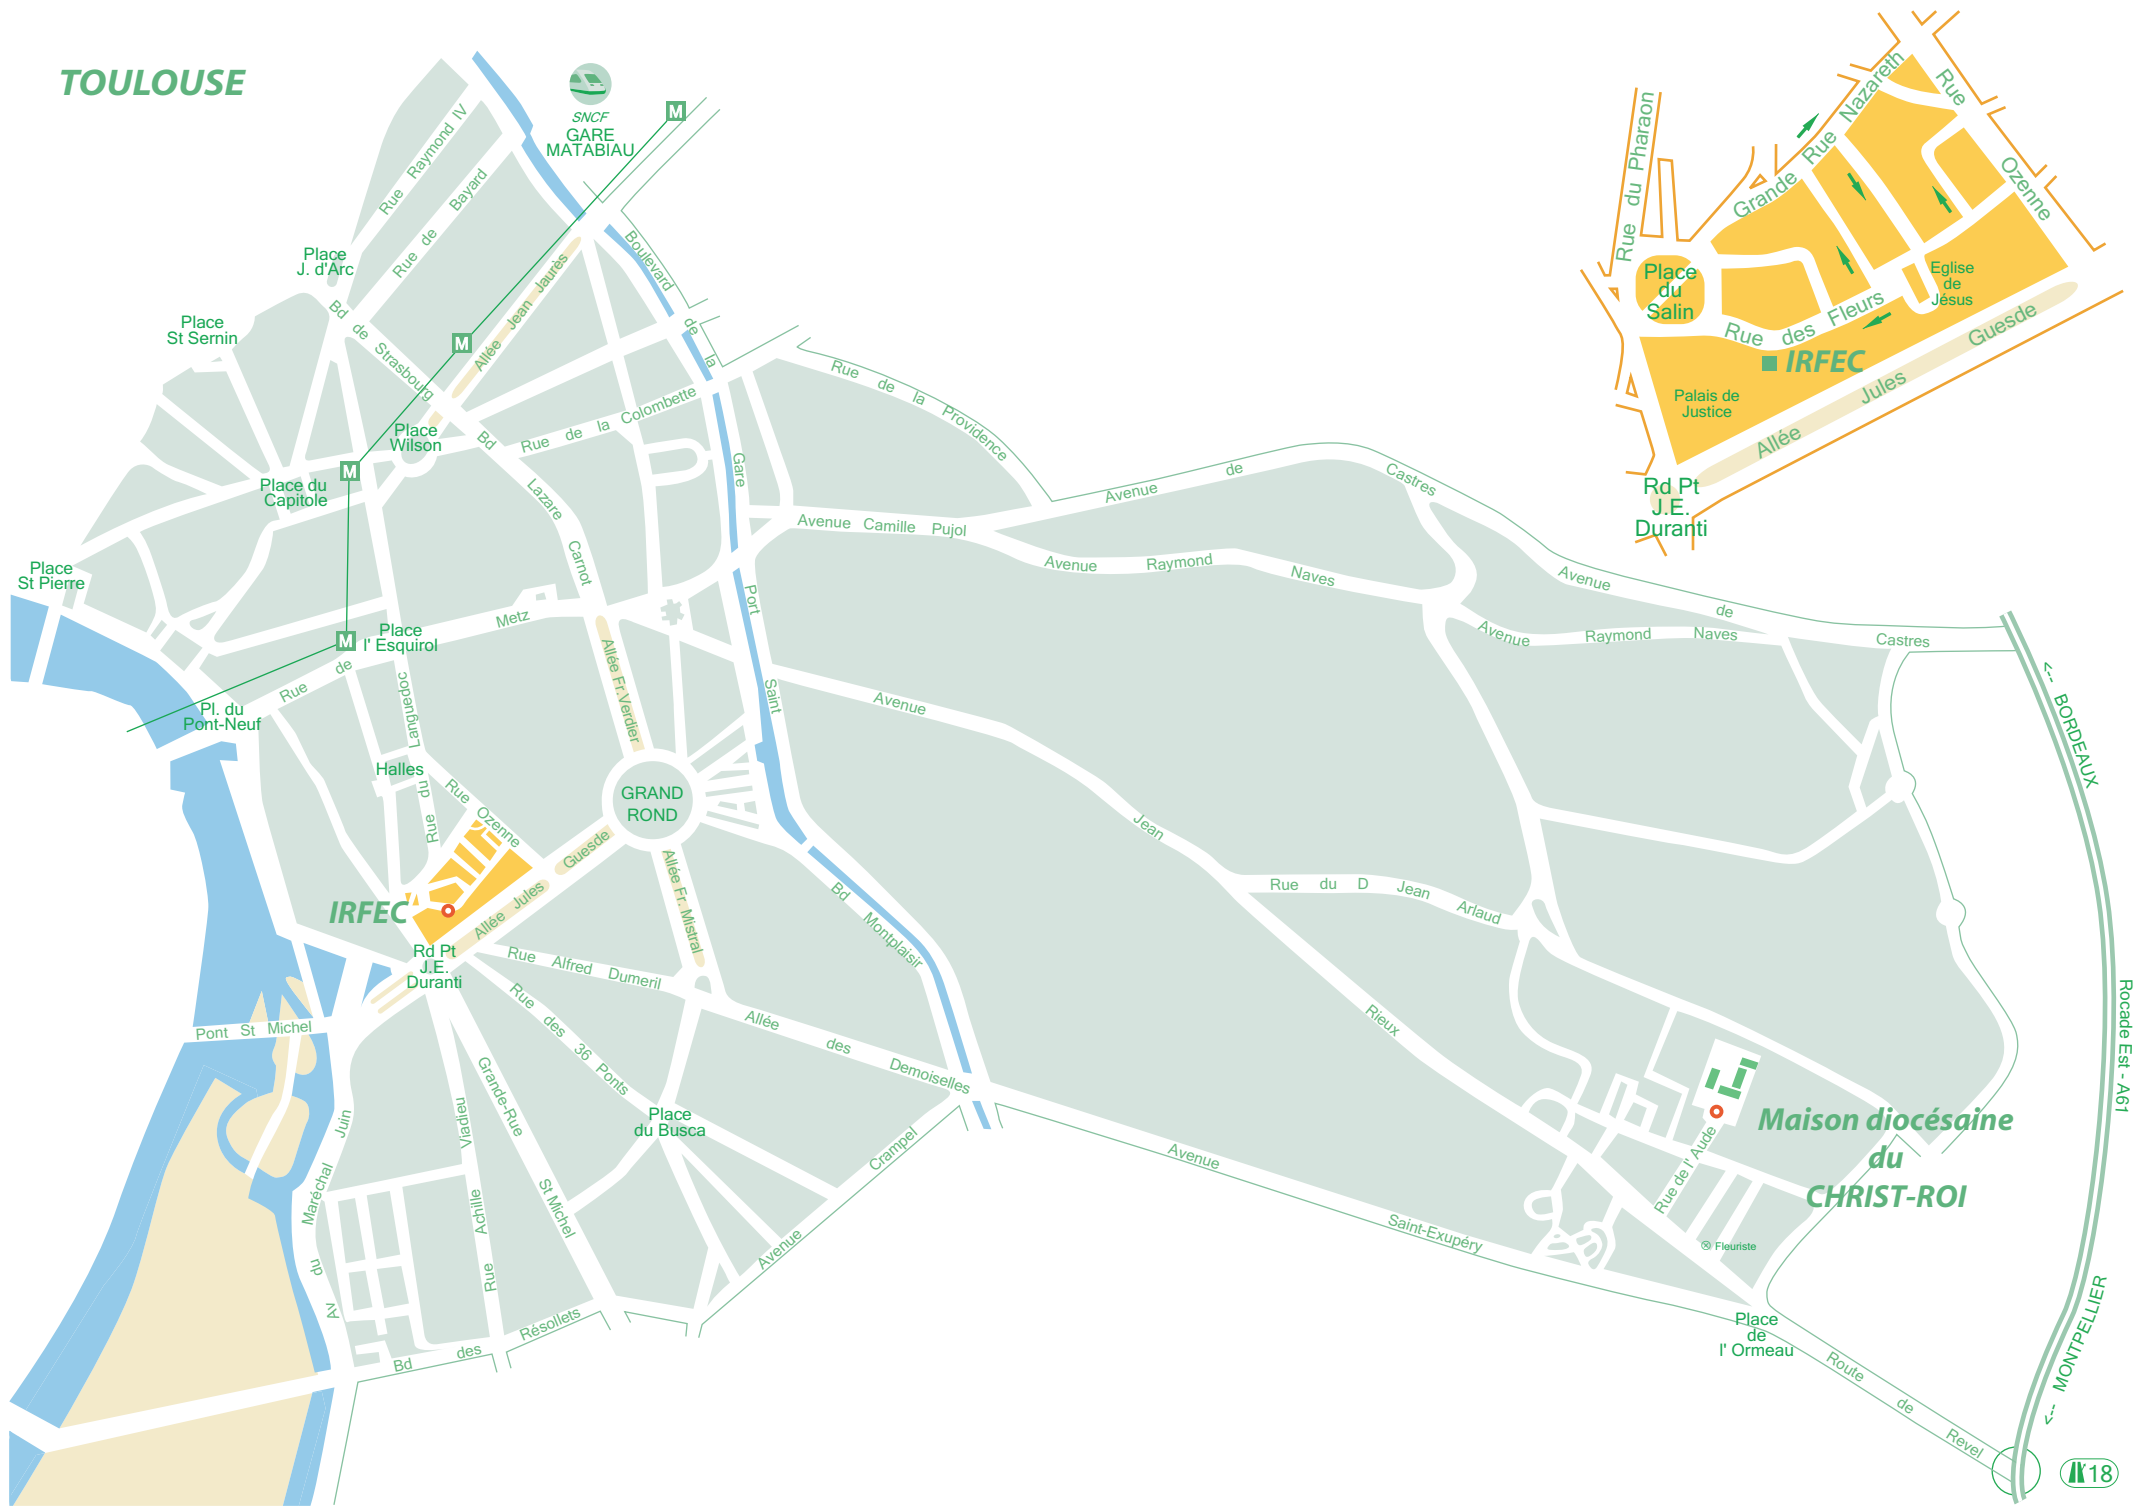 TOULOUSE
SNCF
GARE
MATABIAU
M
Rue Raymond IV
Rue de Bayard
Place
J. d'Arc
Place
St Sernin
Bd de Strasbourg
M
Allée Jean Jaurès
Boulevard de la Gare
Place
Wilson
Bd Lazare Carnot
Rue de la Colombette
M
Place du
Capitole
Rue de la Providence
Avenue de Castres
Avenue Camille Pujol
Avenue Raymond Naves
Avenue de Castres
Avenue Raymond Naves
Place
St Pierre
M
Place
l' Esquirol
Rue de Metz
Port Saint
Allée Fr.Verdier
Pl. du
Pont-Neuf
Rue du Languedoc
Halles
Rue Ozenne
GRAND
ROND
Avenue Jean Rieux
Rue du D Jean Arlaud
IRFEC
Allée Jules Guesde
Allée Fr. Mistral
Bd Montplaisir
Rd Pt
J.E.
Duranti
Rue Alfred Dumeril
Rue des 36 Ponts
Allée des Demoiselles
Pont St Michel
Grande-Rue St Michel
Rue Achille Viadieu
Place
du Busca
Av du Maréchal Juin
Avenue Crampel
Bd des Résollets
Avenue Saint-Exupéry
Maison diocésaine
du
CHRIST-ROI
Rue de l' Aude
Fleuriste
Place
de
l' Ormeau
Route de Revel
<--- BORDEAUX
Rocade Est - A61
<--- MONTPELLIER
18
Rue du Pharaon
Grande Rue Nazareth
Rue Ozenne
Place
du
Salin
Eglise
de
Jésus
Rue des Fleurs
IRFEC
Palais de
Justice
Allée Jules Guesde
Rd Pt
J.E.
Duranti